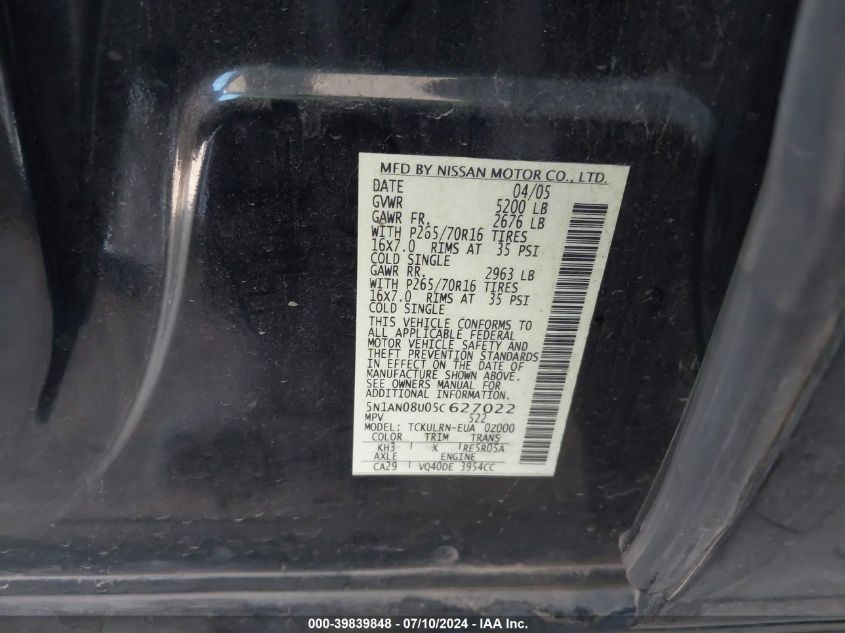 MFD BY NISSAN MOTOR CO., LTD.
DATE 04/05
GVWR 5200 LB
GAWR FR. 2676 LB
WITH P265/70R16 TIRES
16X7.0 RIMS AT 35 PSI
COLD SINGLE
GAWR RR. 2963 LB
WITH P265/70R16 TIRES
16X7.0 RIMS AT 35 PSI
COLD SINGLE
THIS VEHICLE CONFORMS TO
ALL APPLICABLE FEDERAL
MOTOR VEHICLE SAFETY AND
THEFT PREVENTION STANDARDS
IN EFFECT ON THE DATE OF
MANUFACTURE SHOWN ABOVE.
SEE OWNERS MANUAL FOR
ADDITIONAL INFORMATION.
5N1AN08U05C627022
MPV 522
MODEL: TCKULRN-EUA 0Z000
COLOR TRIM TRANS
KH3 X RE5R05A
AXLE ENGINE
CA29 VQ40DE 3954CC
000-39839848 - 07/10/2024 - IAA Inc.